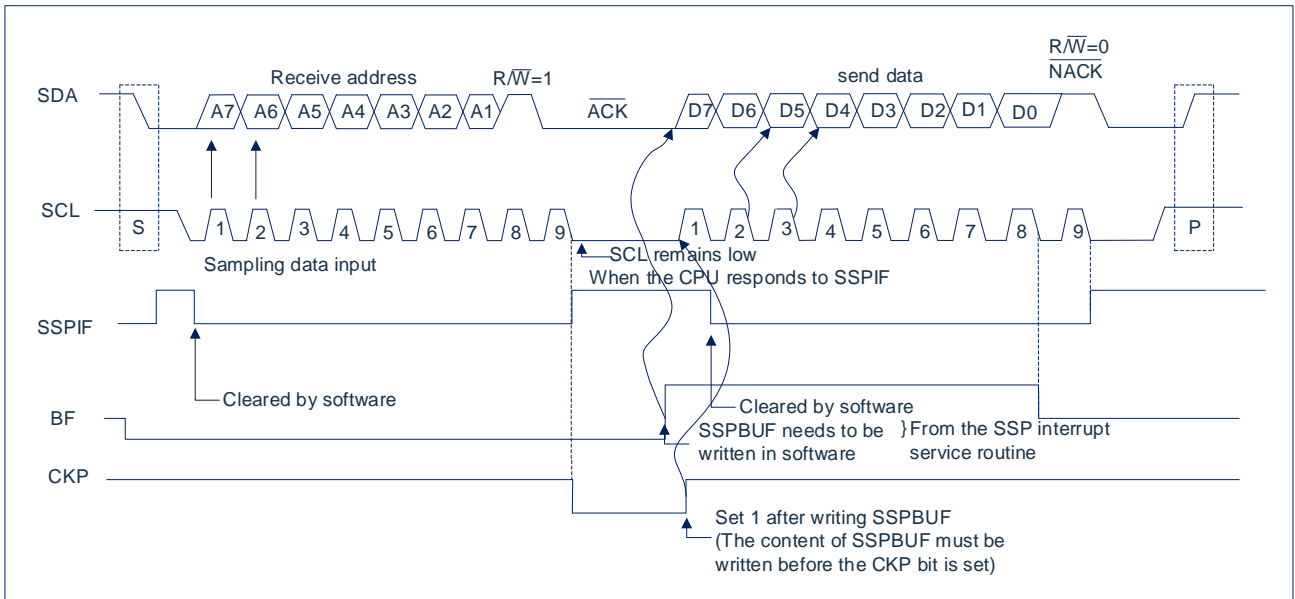 R/W̅=0
N̅A̅C̅K̅
Receive address
R/W̅=1
send data
SDA
A7 A6 A5 A4 A3 A2 A1
A̅C̅K̅
D7 D6 D5 D4 D3 D2 D1 D0
SCL
S
1 2 3 4 5 6 7 8 9
1 2 3 4 5 6 7 8 9
P
Sampling data input
SCL remains low
When the CPU responds to SSPIF
SSPIF
Cleared by software
Cleared by software
BF
SSPBUF needs to be
written in software
}From the SSP interrupt
service routine
CKP
Set 1 after writing SSPBUF
(The content of SSPBUF must be
written before the CKP bit is set)